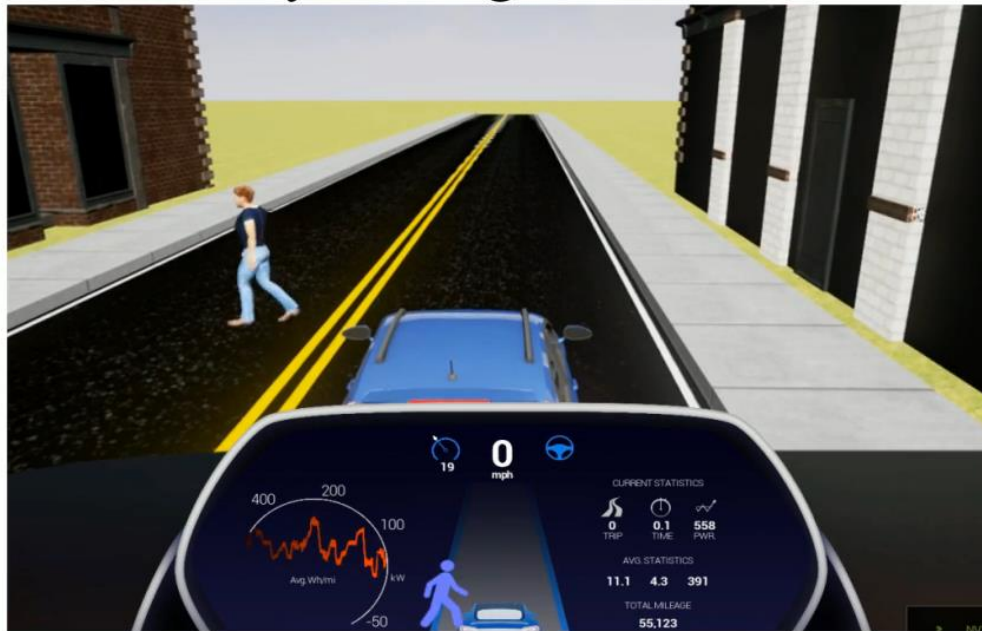 0
mph
19
400
200
100
kW
-50
Avg. Wh/mi
CURRENT STATISTICS
0 0.1 558
TRIP TIME PWR.
AVG. STATISTICS
11.1 4.3 391
TOTAL MILEAGE
55,123